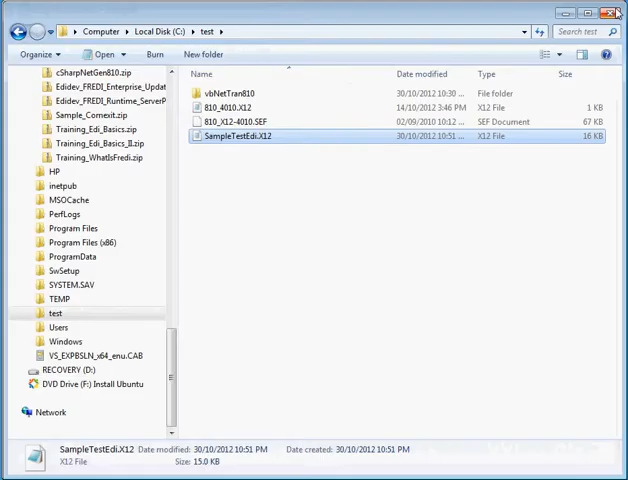 Computer ▸ Local Disk (C:) ▸ test ▸
Search test
Organize Open Burn New folder
Name Date modified Type Size
vbNetTran810 30/10/2012 10:30 ... File folder
810_4010.X12 14/10/2012 3:46 PM X12 File 1 KB
810_X12-4010.SEF 02/09/2010 10:12 ... SEF Document 67 KB
SampleTestEdi.X12 30/10/2012 10:51 ... X12 File 16 KB
cSharpNetGen810.zip
Edidev_FREDI_Enterprise_Updat
Edidev_FREDI_Runtime_ServerP
Sample_Comexit.zip
Training_Edi_Basics.zip
Training_Edi_Basics_II.zip
Training_WhatIsFredi.zip
HP
inetpub
MSOCache
PerfLogs
Program Files
Program Files (x86)
ProgramData
SwSetup
SYSTEM.SAV
TEMP
test
Users
Windows
VS_EXPBSLN_x64_enu.CAB
RECOVERY (D:)
DVD Drive (F:) Install Ubuntu
Network
SampleTestEdi.X12 Date modified: 30/10/2012 10:51 PM Date created: 30/10/2012 10:51 PM
X12 File Size: 15.0 KB